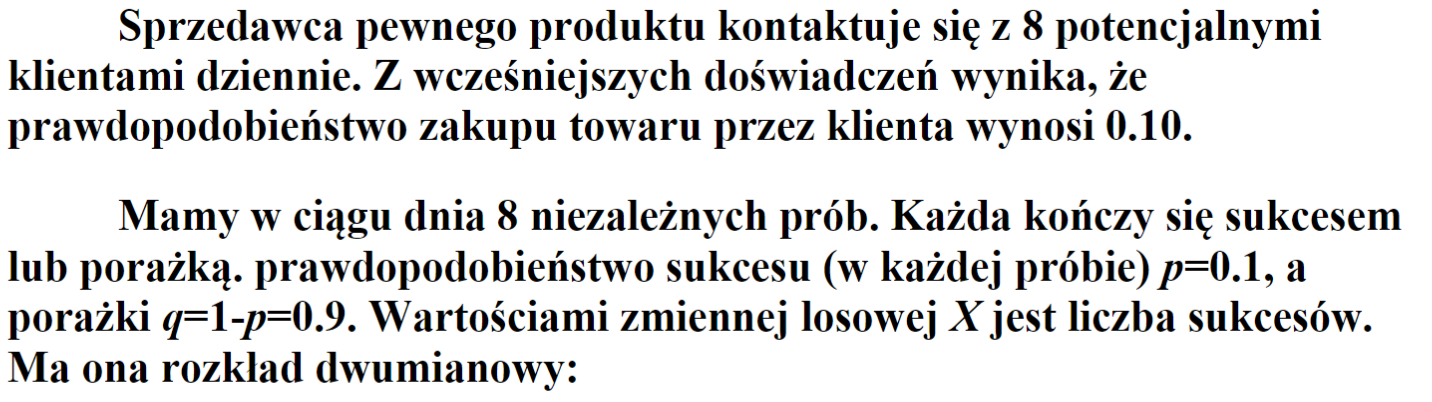 Sprzedawca pewnego produktu kontaktuje się z 8 potencjalnymi
klientami dziennie. Z wcześniejszych doświadczeń wynika, że
prawdopodobieństwo zakupu towaru przez klienta wynosi 0.10.
Mamy w ciągu dnia 8 niezależnych prób. Każda kończy się sukcesem
lub porażką. prawdopodobieństwo sukcesu (w każdej próbie) p=0.1, a
porażki q=1-p=0.9. Wartościami zmiennej losowej X jest liczba sukcesów.
Ma ona rozkład dwumianowy: